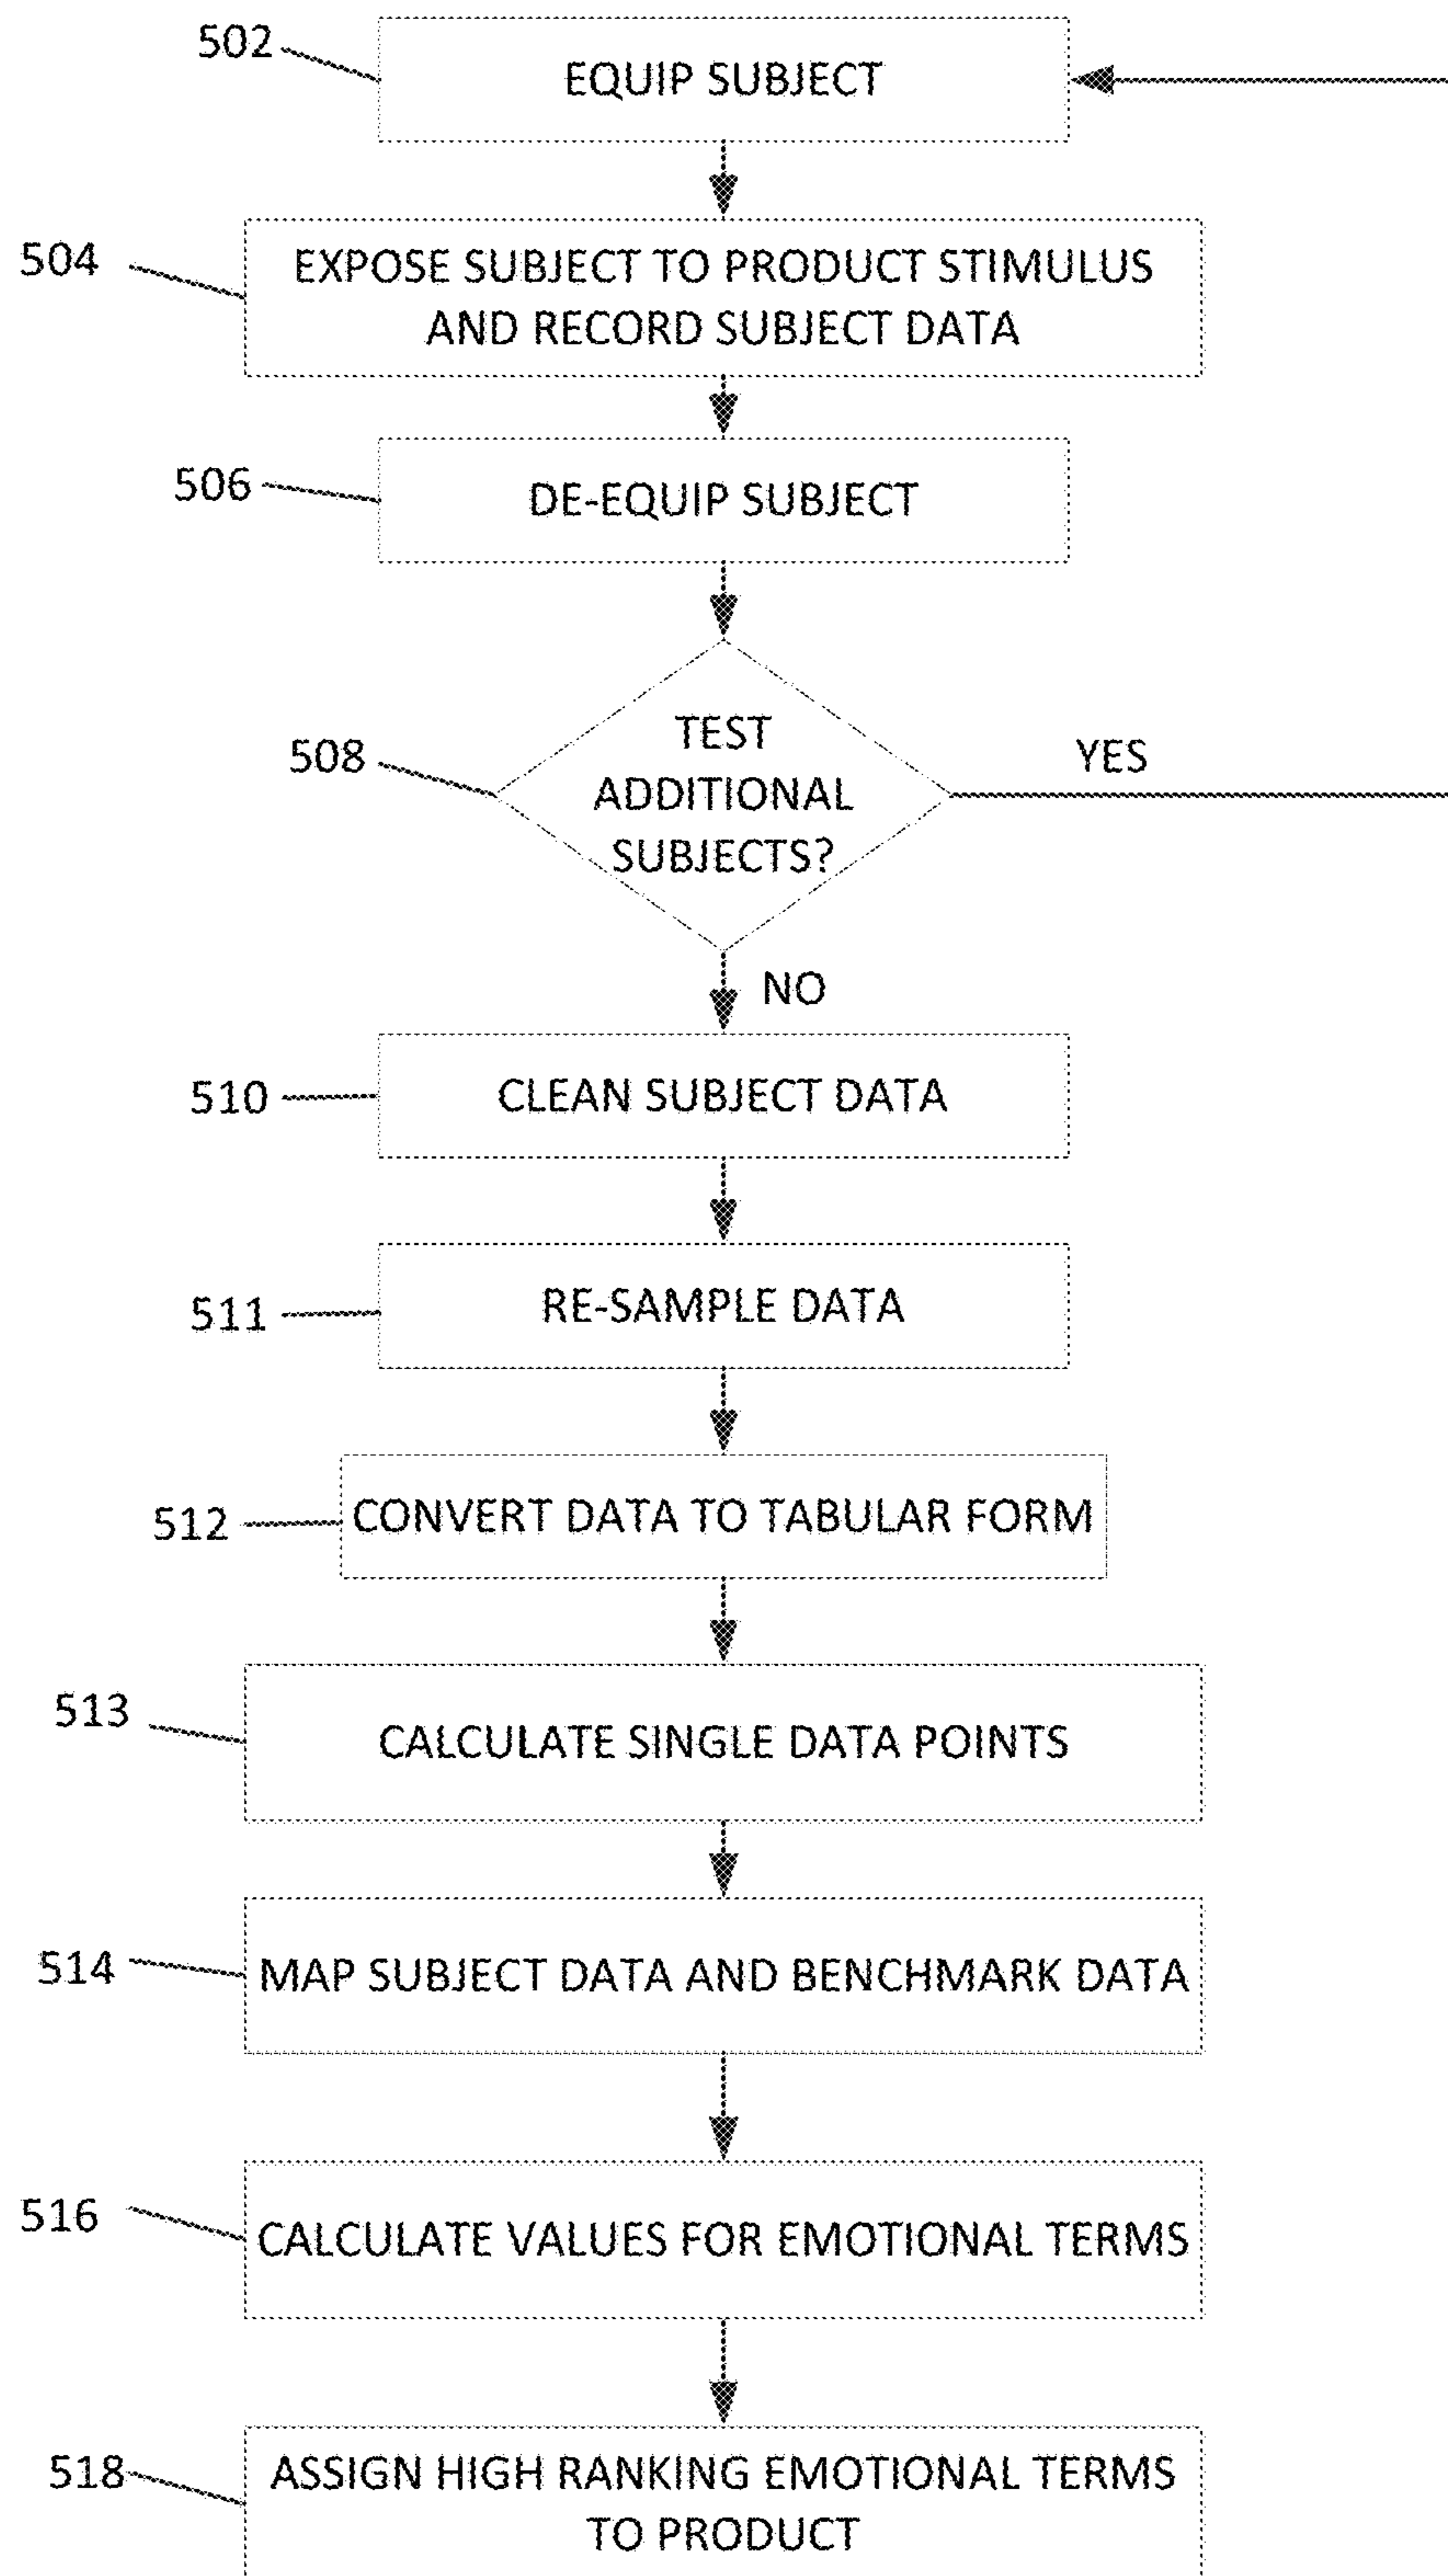 502
EQUIP SUBJECT
504
EXPOSE SUBJECT TO PRODUCT STIMULUS
AND RECORD SUBJECT DATA
506
DE-EQUIP SUBJECT
508
TEST
ADDITIONAL
SUBJECTS?
YES
NO
510
CLEAN SUBJECT DATA
511
RE-SAMPLE DATA
512
CONVERT DATA TO TABULAR FORM
513
CALCULATE SINGLE DATA POINTS
514
MAP SUBJECT DATA AND BENCHMARK DATA
516
CALCULATE VALUES FOR EMOTIONAL TERMS
518
ASSIGN HIGH RANKING EMOTIONAL TERMS
TO PRODUCT